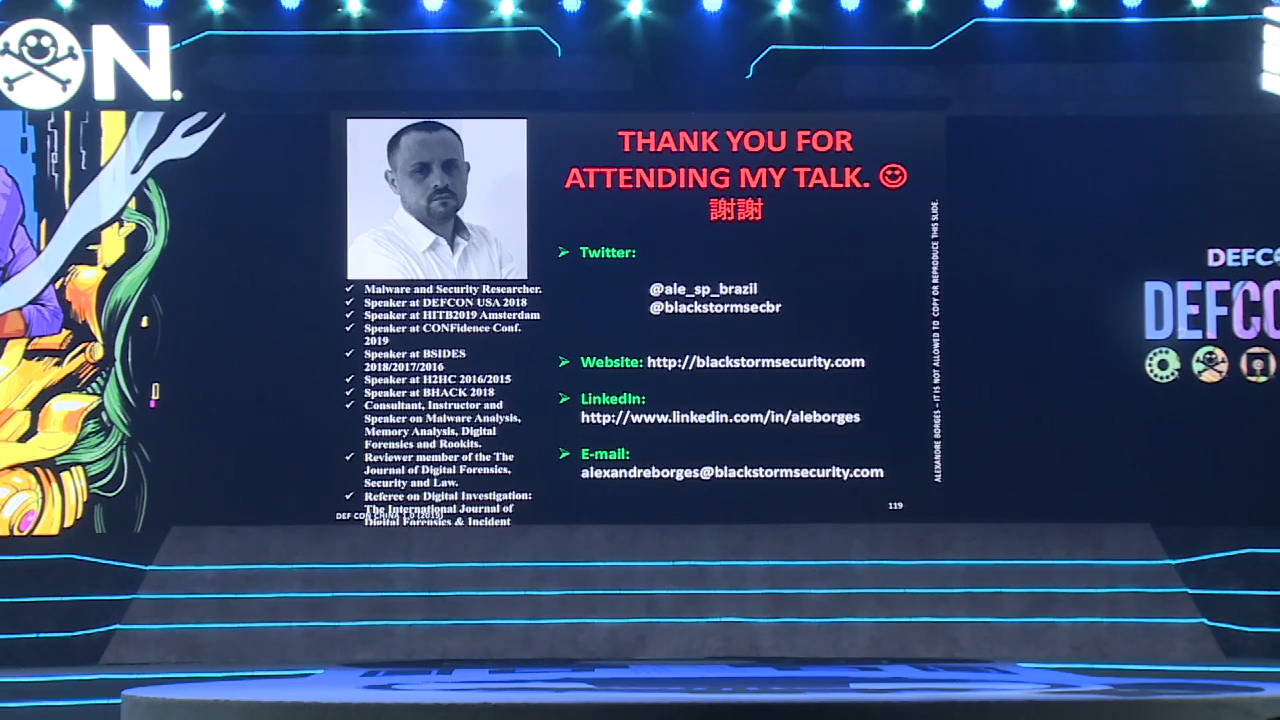 ON.
THANK YOU FOR
ATTENDING MY TALK.
謝謝
Malware and Security Researcher.
Speaker at DEFCON USA 2018
Speaker at HITB2019 Amsterdam
Speaker at CONFidence Conf.
2019
Speaker at BSIDES
2018/2017/2016
Speaker at H2HC 2016/2015
Speaker at BHACK 2018
Consultant, Instructor and
Speaker on Malware Analysis,
Memory Analysis, Digital
Forensics and Rookits.
Reviewer member of the The
Journal of Digital Forensics,
Security and Law.
Referee on Digital Investigation:
The International Journal of
Digital Forensics & Incident
DEF CON CHINA 1.0 (2019)
Twitter:
@ale_sp_brazil
@blackstormsecbr
Website: http://blackstormsecurity.com
LinkedIn:
http://www.linkedin.com/in/aleborges
E-mail:
alexandreborges@blackstormsecurity.com
119
ALEXANDRE BORGES – IT IS NOT ALLOWED TO COPY OR REPRODUCE THIS SLIDE.
DEFCO
DEFCO